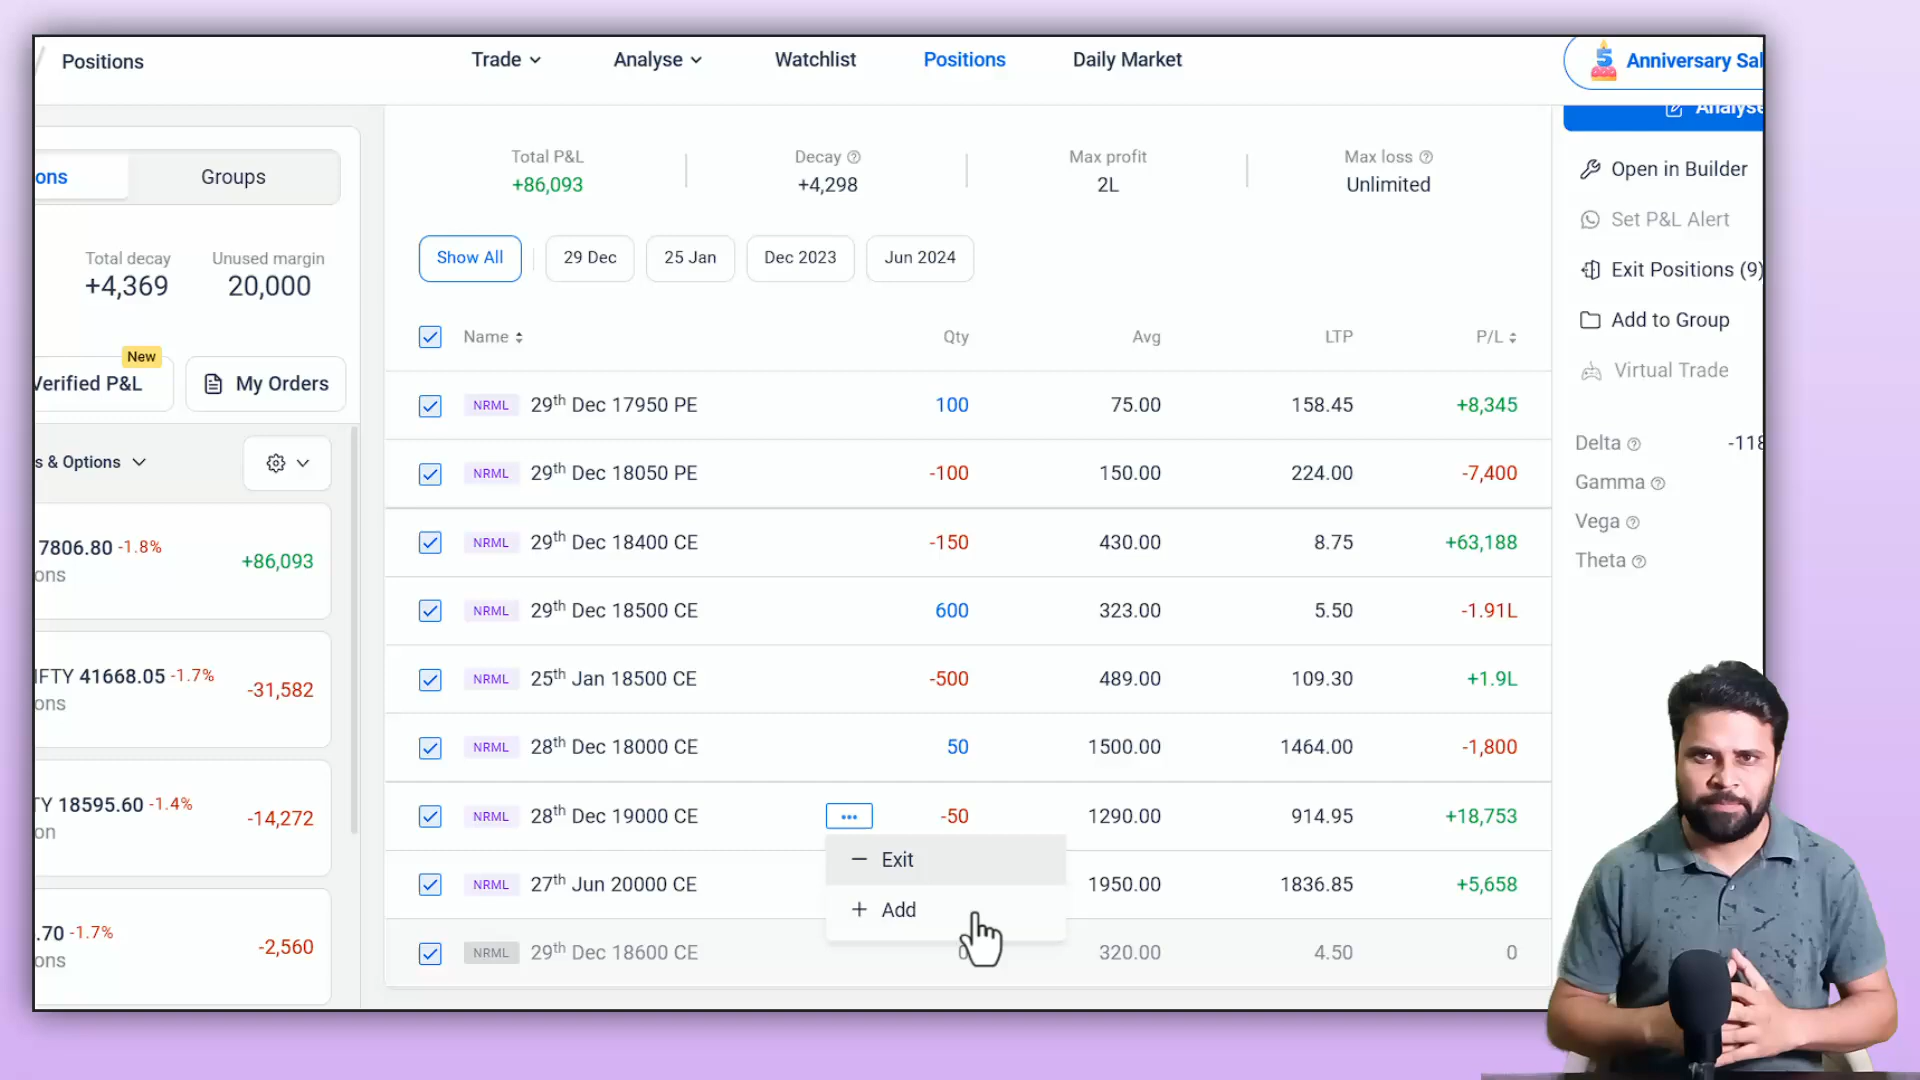 Positions
Trade
Analyse
Watchlist
Positions
Daily Market
5
Anniversary Sal
ons
Groups
Total decay
+4,369
Unused margin
20,000
New
Verified P&L
My Orders
s & Options
7806.80 -1.8%
ons
+86,093
IFTY 41668.05 -1.7%
ons
-31,582
TY 18595.60 -1.4%
on
-14,272
.70 -1.7%
ons
-2,560
Total P&L
+86,093
Decay
+4,298
Max profit
2L
Max loss
Unlimited
Show All
29 Dec
25 Jan
Dec 2023
Jun 2024
Name Qty Avg LTP P/L
NRML 29th Dec 17950 PE 100 75.00 158.45 +8,345
NRML 29th Dec 18050 PE -100 150.00 224.00 -7,400
NRML 29th Dec 18400 CE -150 430.00 8.75 +63,188
NRML 29th Dec 18500 CE 600 323.00 5.50 -1.91L
NRML 25th Jan 18500 CE -500 489.00 109.30 +1.9L
NRML 28th Dec 18000 CE 50 1500.00 1464.00 -1,800
NRML 28th Dec 19000 CE ••• -50 1290.00 914.95 +18,753
Exit
NRML 27th Jun 20000 CE 1950.00 1836.85 +5,658
+ Add
NRML 29th Dec 18600 CE 0 320.00 4.50 0
Analyse
Open in Builder
Set P&L Alert
Exit Positions (9)
Add to Group
Virtual Trade
Delta -118
Gamma
Vega
Theta